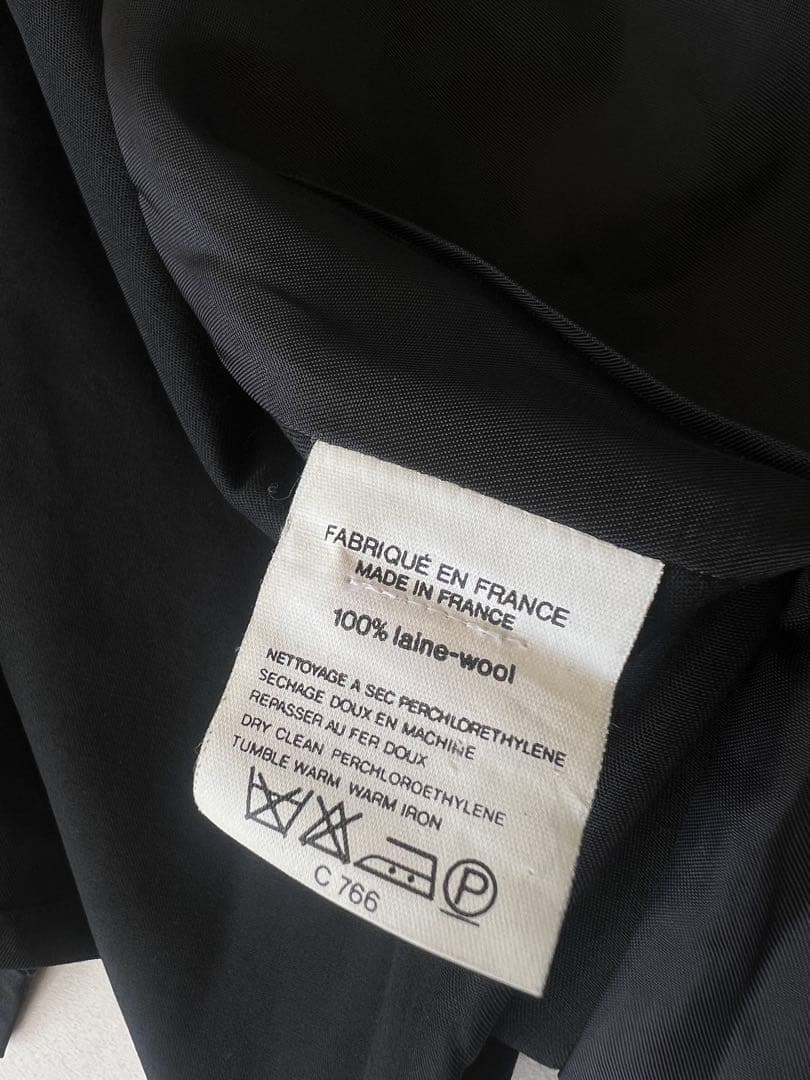 FABRIQUÉ EN FRANCE
MADE IN FRANCE
100% laine-wool
NETTOYAGE A SEC PERCHLORETHYLENE
SECHAGE DOUX EN MACHINE
REPASSER AU FER DOUX
DRY CLEAN PERCHLOROETHYLENE
TUMBLE WARM WARM IRON
P
C 766